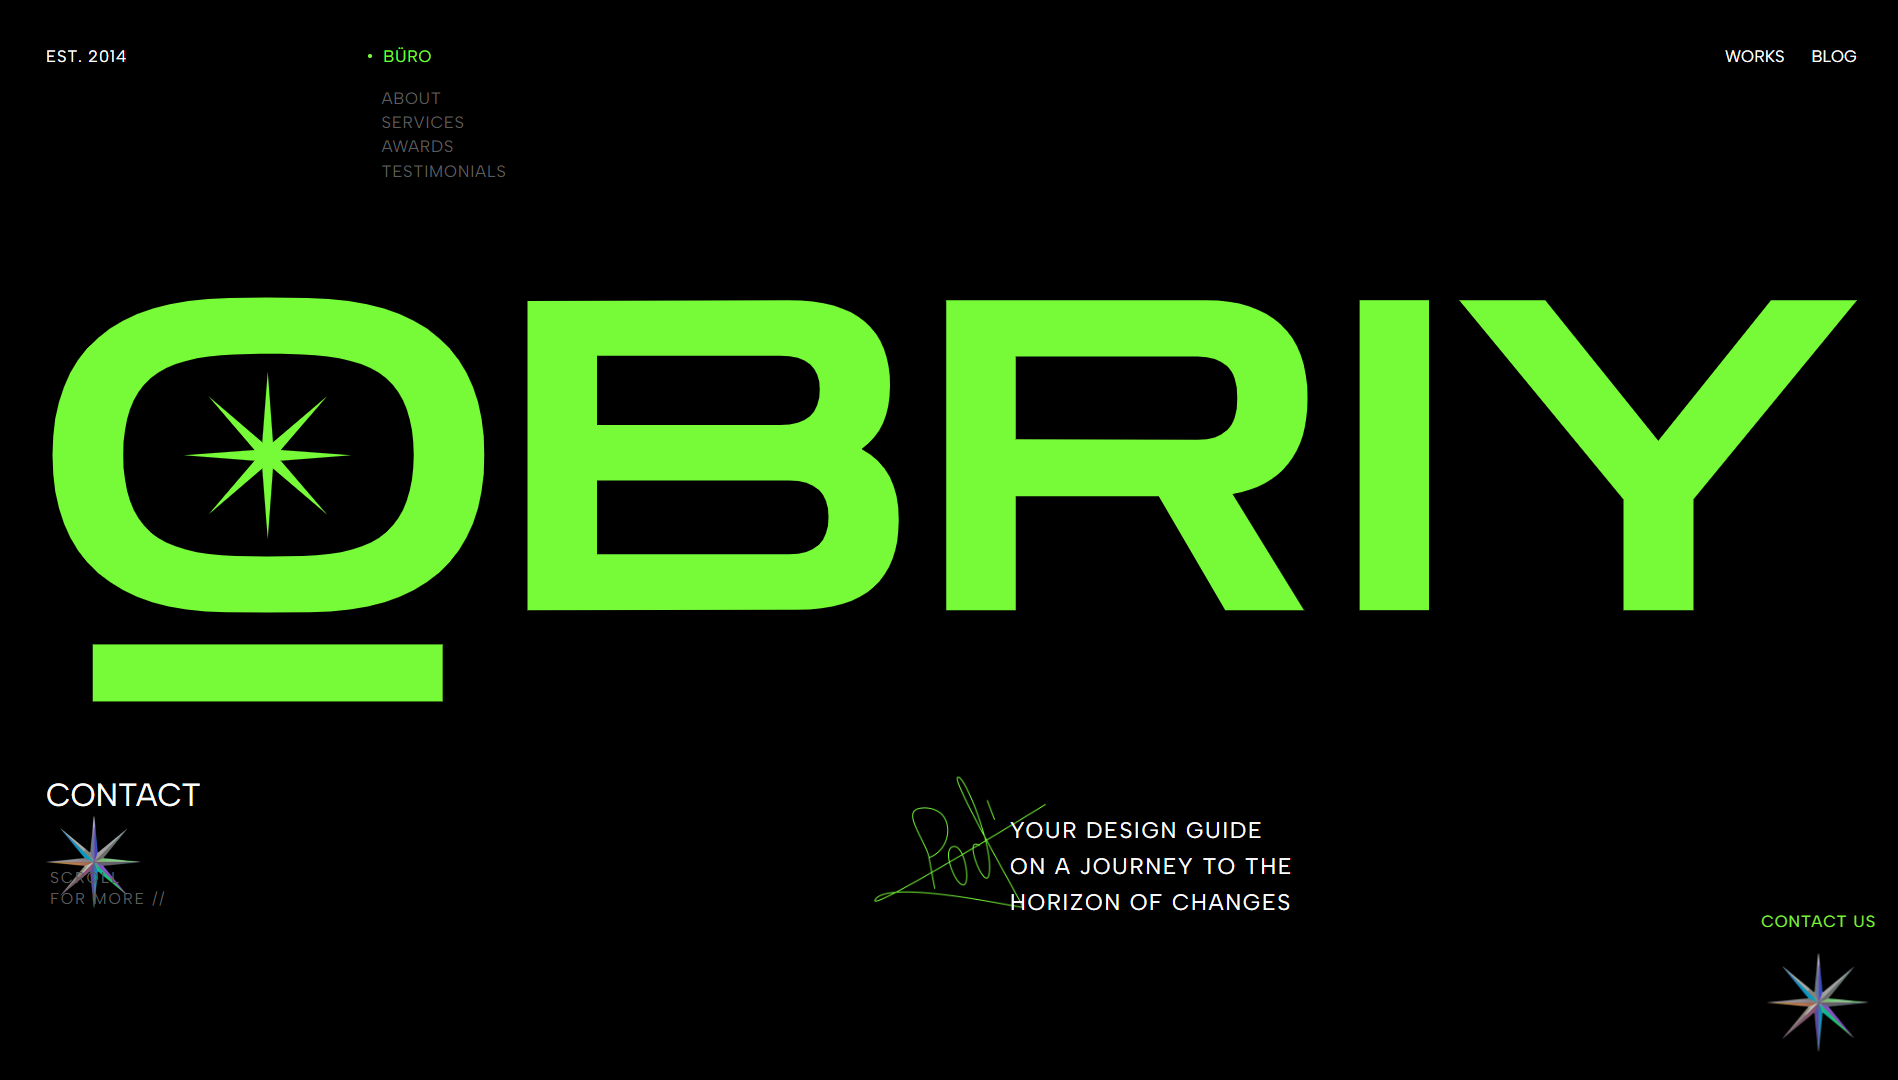 EST. 2014
BÜRO
WORKS
BLOG
ABOUT
SERVICES
AWARDS
TESTIMONIALS
OBRIY
CONTACT
SCROLL
FOR MORE //
YOUR DESIGN GUIDE
ON A JOURNEY TO THE
HORIZON OF CHANGES
CONTACT US